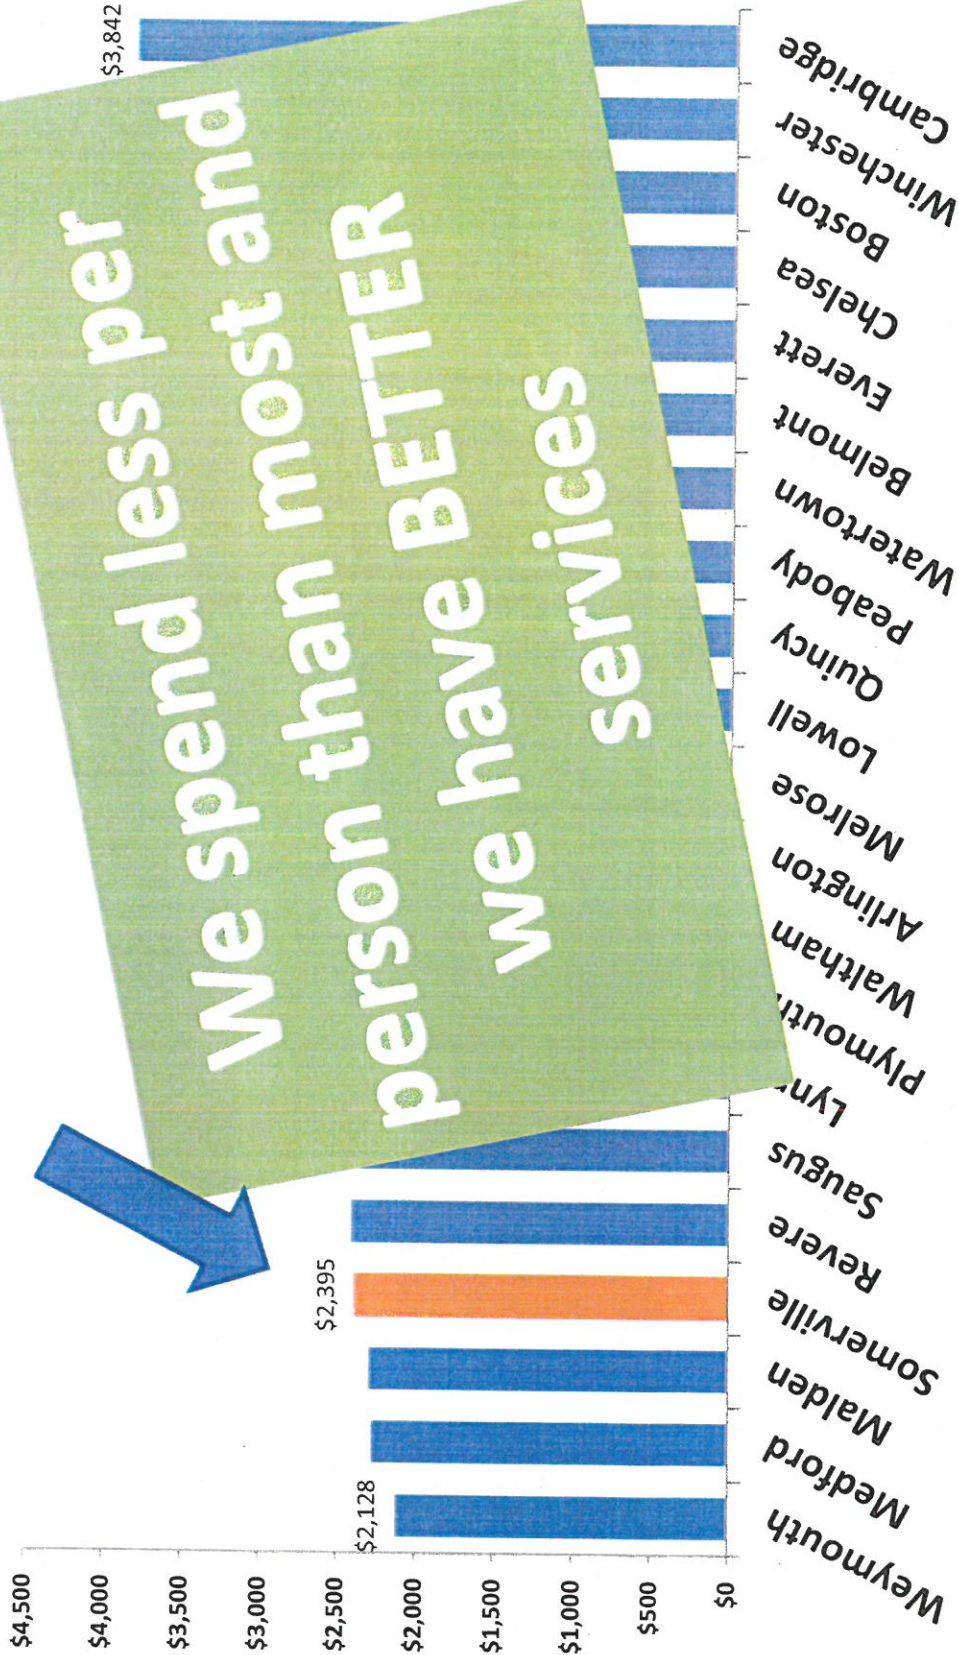 $4,500
$4,000
$3,500
$3,000
$2,500
$2,000
$1,500
$1,000
$500
$0
$2,128
$2,395
$3,842
We spend less per
person than most and
we have BETTER
services
Weymouth
Medford
Malden
Somerville
Revere
Saugus
Lyn
Plymouth
Waltham
Arlington
Melrose
Lowell
Quincy
Peabody
Watertown
Belmont
Everett
Chelsea
Boston
Winchester
Cambridge